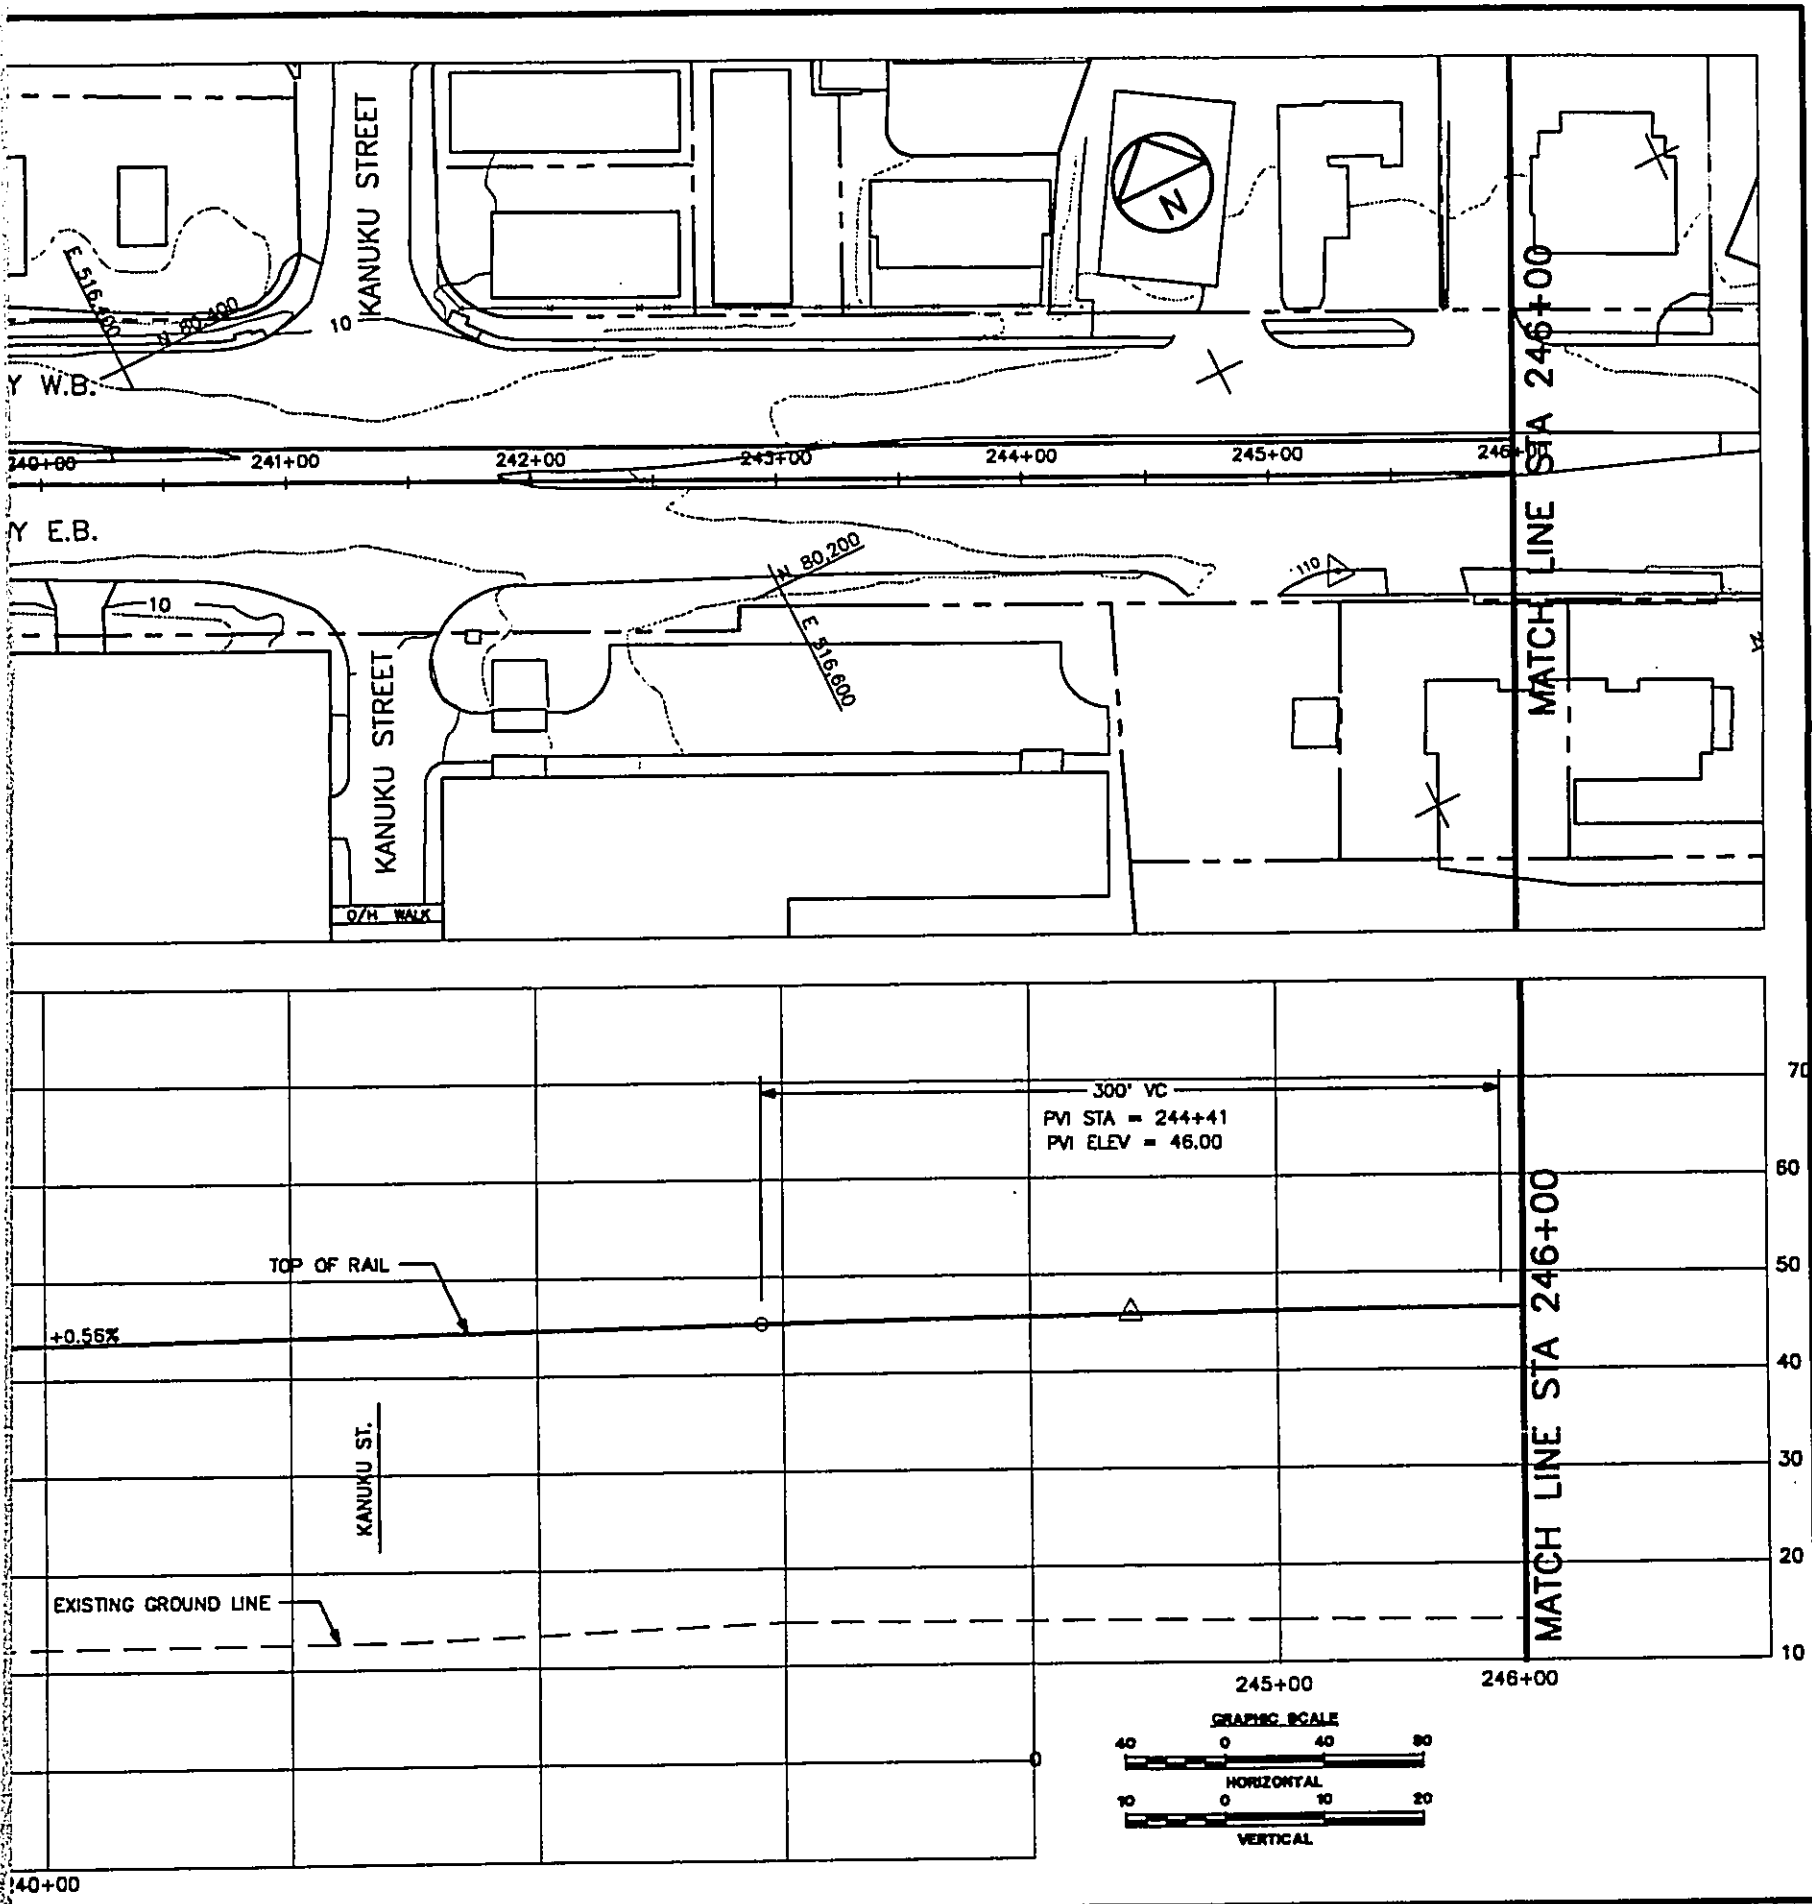 KANUKU STREET
E 516,400
N 80,400
10
Y W.B.
240+00
241+00
242+00
243+00
244+00
245+00
246+00
Y E.B.
N
N 80,200
E 516,600
110
10
KANUKU STREET
O/H WALK
MATCH LINE STA 246+00
300' VC
PVI STA = 244+41
PVI ELEV = 46.00
TOP OF RAIL
+0.56%
KANUKU ST.
EXISTING GROUND LINE
70
60
50
40
30
20
10
0
MATCH LINE STA 246+00
245+00
246+00
40+00
GRAPHIC SCALE
40 0 40 80
HORIZONTAL
10 0 10 20
VERTICAL